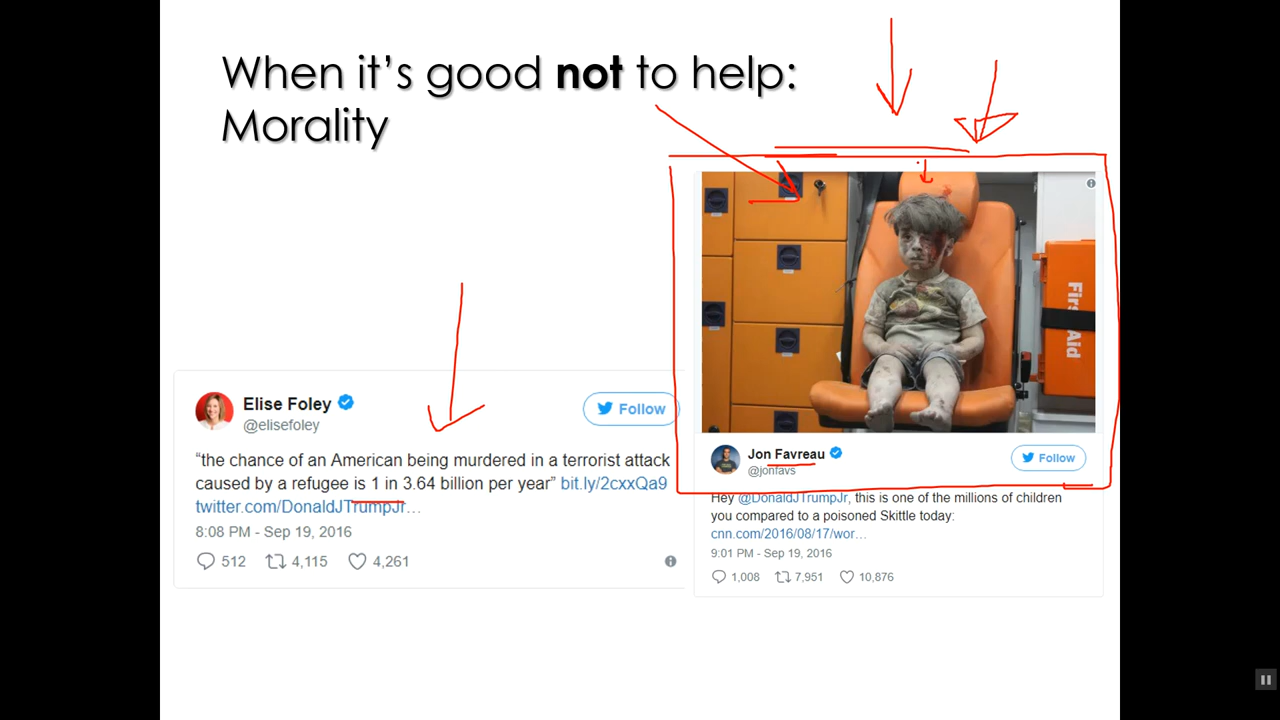 When it's good not to help:
Morality
Elise Foley
@elisefoley
Follow
“the chance of an American being murdered in a terrorist attack
caused by a refugee is 1 in 3.64 billion per year” bit.ly/2cxxQa9
twitter.com/DonaldJTrumpJr…
8:08 PM - Sep 19, 2016
512 4,115 4,261
First Aid
Jon Favreau
@jonfavs
Follow
Hey @DonaldJTrumpJr, this is one of the millions of children
you compared to a poisoned Skittle today:
cnn.com/2016/08/17/wor…
9:01 PM - Sep 19, 2016
1,008 7,951 10,876